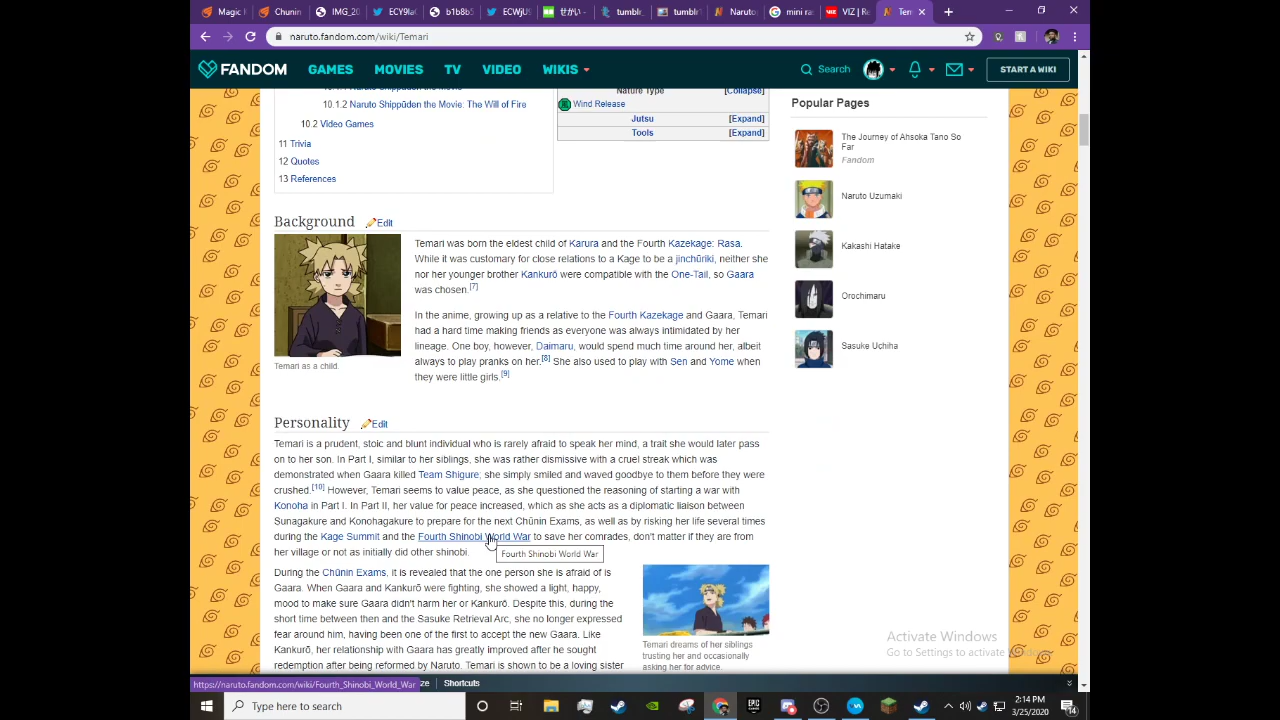 Magic
Chunin
IMG_20
ECY9laC
b1b8b5
ECWjU5
せかい
tumblr_
tumblr
Naruto
mini ra
VIZ | Re
Tem
naruto.fandom.com/wiki/Temari
FANDOM GAMES MOVIES TV VIDEO WIKIS Search START A WIKI
10.1.2 Naruto Shippūden the Movie: The Will of Fire
10.2 Video Games
11 Trivia
12 Quotes
13 References
Nature Type [Collapse]
Wind Release
Jutsu [Expand]
Tools [Expand]
Background Edit
Temari as a child.
Temari was born the eldest child of Karura and the Fourth Kazekage: Rasa.
While it was customary for close relations to a Kage to be a jinchūriki, neither she
nor her younger brother Kankurō were compatible with the One-Tail, so Gaara
was chosen.[7]
In the anime, growing up as a relative to the Fourth Kazekage and Gaara, Temari
had a hard time making friends as everyone was always intimidated by her
lineage. One boy, however, Daimaru, would spend much time around her, albeit
always to play pranks on her.[8] She also used to play with Sen and Yome when
they were little girls.[9]
Personality Edit
Temari is a prudent, stoic and blunt individual who is rarely afraid to speak her mind, a trait she would later pass
on to her son. In Part I, similar to her siblings, she was rather dismissive with a cruel streak which was
demonstrated when Gaara killed Team Shigure; she simply smiled and waved goodbye to them before they were
crushed.[10] However, Temari seems to value peace, as she questioned the reasoning of starting a war with
Konoha in Part I. In Part II, her value for peace increased, which as she acts as a diplomatic liaison between
Sunagakure and Konohagakure to prepare for the next Chūnin Exams, as well as by risking her life several times
during the Kage Summit and the Fourth Shinobi World War to save her comrades, don't matter if they are from
her village or not as initially did other shinobi.
Fourth Shinobi World War
During the Chūnin Exams, it is revealed that the one person she is afraid of is
Gaara. When Gaara and Kankurō were fighting, she showed a light, happy,
mood to make sure Gaara didn't harm her or Kankurō. Despite this, during the
short time between then and the Sasuke Retrieval Arc, she no longer expressed
fear around him, having been one of the first to accept the new Gaara. Like
Kankurō, her relationship with Gaara has greatly improved after he sought
redemption after being reformed by Naruto. Temari is shown to be a loving sister
Temari dreams of her siblings
trusting her and occasionally
asking her for advice.
Popular Pages
The Journey of Ahsoka Tano So
Far
Fandom
Naruto Uzumaki
Kakashi Hatake
Orochimaru
Sasuke Uchiha
Activate Windows
Go to Settings to activate
https://naruto.fandom.com/wiki/Fourth_Shinobi_World_War
ze Shortcuts
Type here to search
2:14 PM
3/25/2020
14